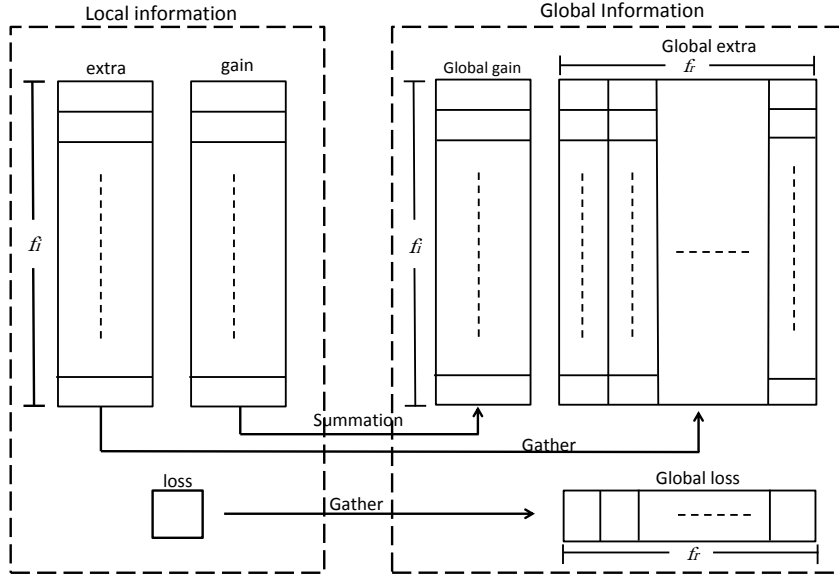 Local information
Global Information
extra
gain
Global gain
Global extra
fr
fi
fi
Summation
Gather
loss
Gather
Global loss
fr